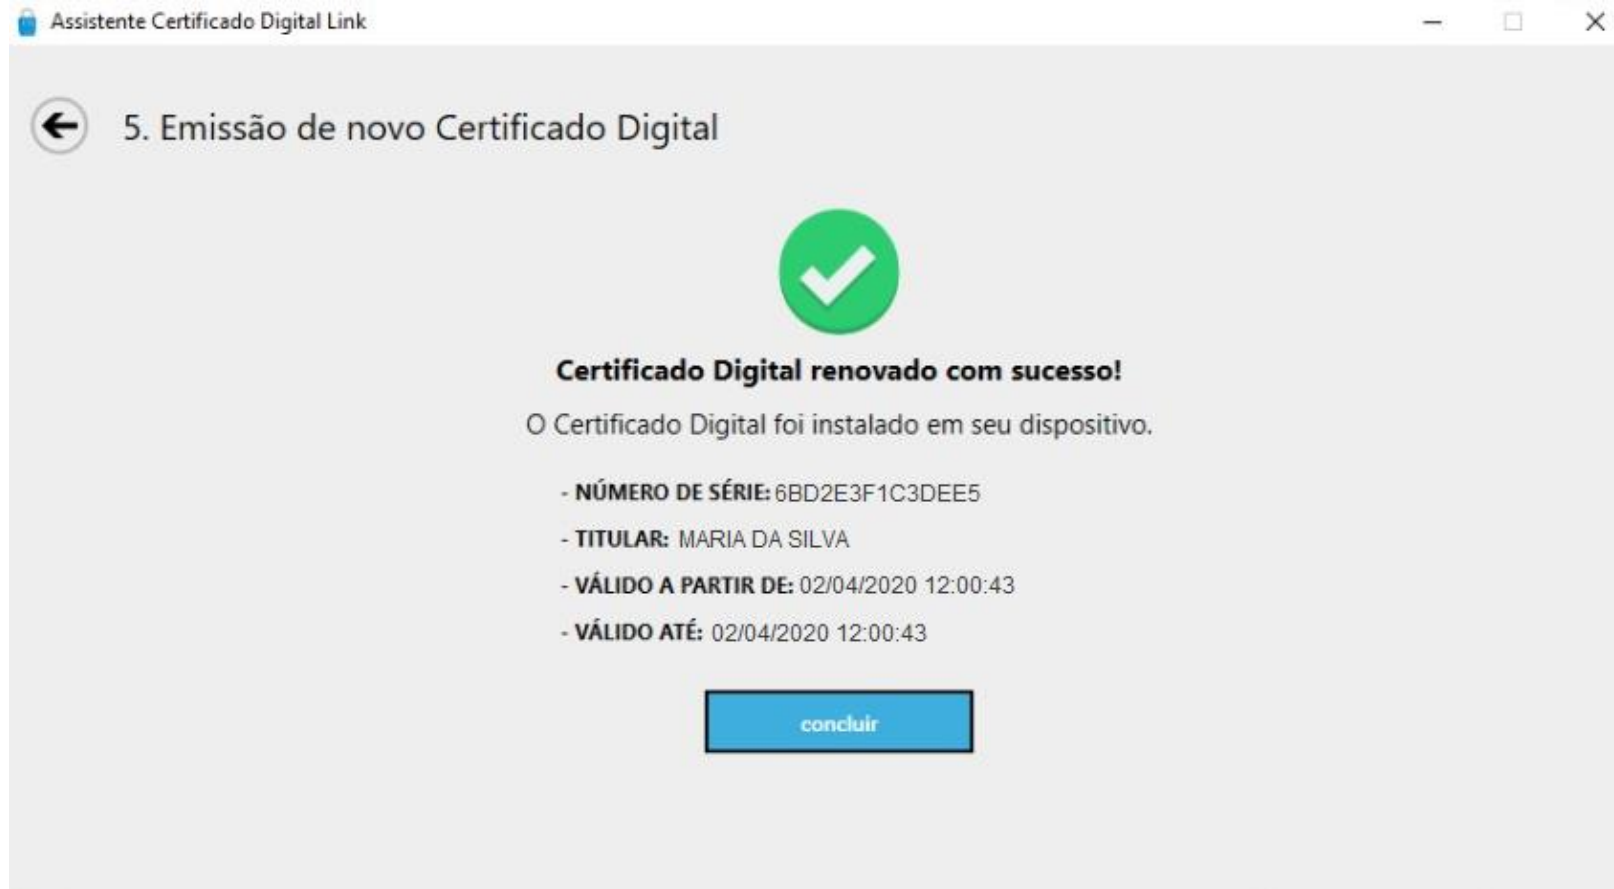 Assistente Certificado Digital Link
5. Emissão de novo Certificado Digital
Certificado Digital renovado com sucesso!
O Certificado Digital foi instalado em seu dispositivo.
- NÚMERO DE SÉRIE: 6BD2E3F1C3DEE5
- TITULAR: MARIA DA SILVA
- VÁLIDO A PARTIR DE: 02/04/2020 12:00:43
- VÁLIDO ATÉ: 02/04/2020 12:00:43
concluir